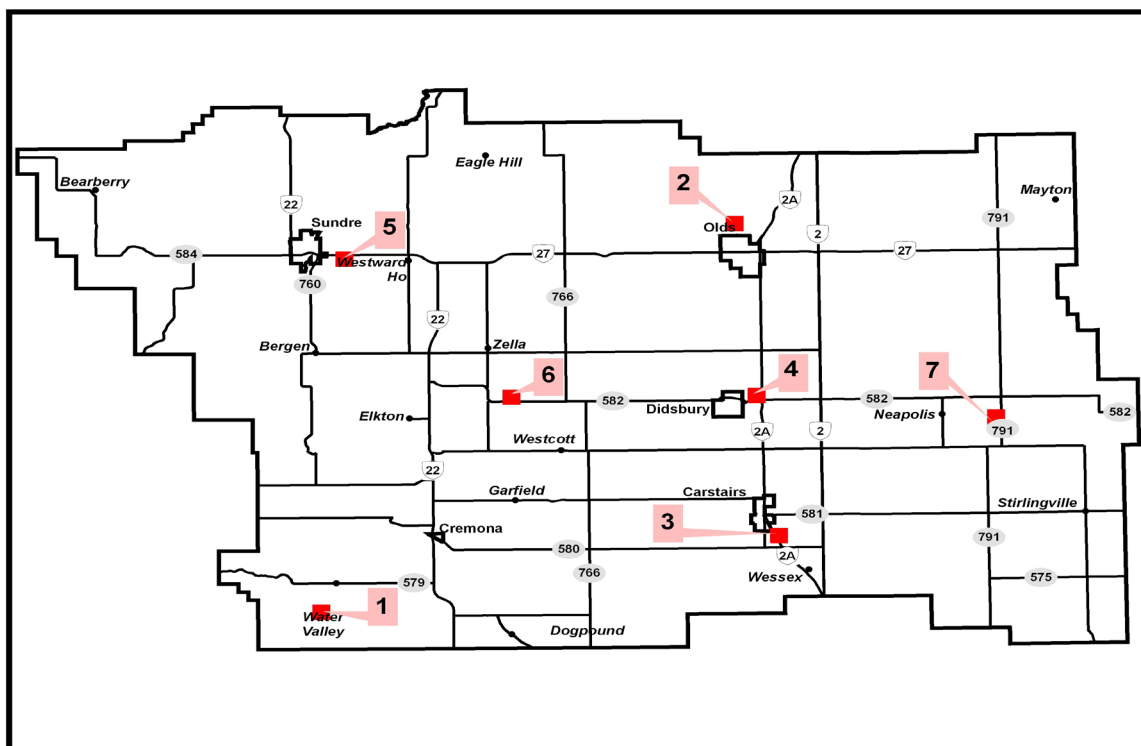 Eagle Hill
2
Bearberry
Mayton
2A
22
791
Sundre
5
Olds
2
584
Westward
Ho
27
27
760
766
22
Bergen
Zella
6
4
7
Elkton
582
Didsbury
582
Neapolis
582
2A
2
791
Westcott
22
Garfield
Carstairs
Stirlingville
581
3
Cremona
580
2A
791
766
Wessex
579
575
1
Water
Valley
Dogpound